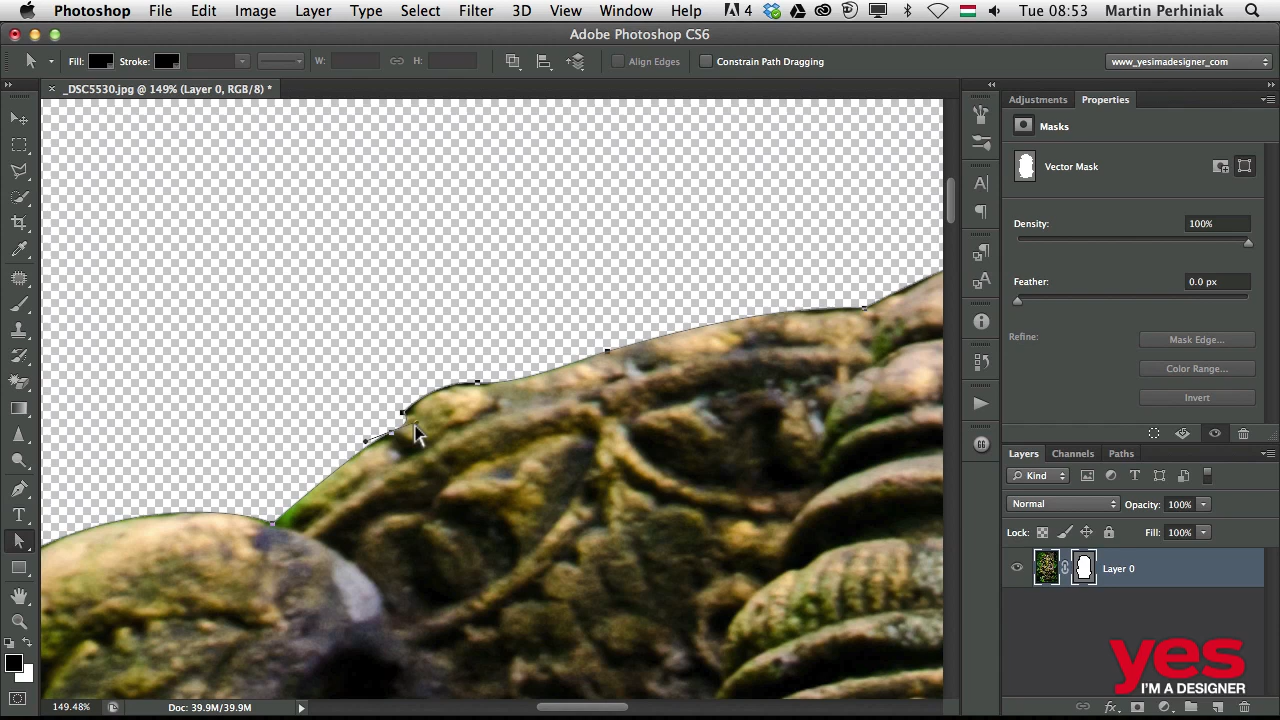 Photoshop File Edit Image Layer Type Select Filter 3D View Window Help 4 Tue 08:53 Martin Perhiniak
Adobe Photoshop CS6
Fill: Stroke: W: H: Align Edges Constrain Path Dragging www_yesimadesigner_com
× _DSC5530.jpg @ 149% (Layer 0, RGB/8) *
Adjustments Properties
Masks
Vector Mask
Density: 100%
Feather: 0.0 px
Refine: Mask Edge...
Color Range...
Invert
Layers Channels Paths
Kind
Normal Opacity: 100%
Lock: Fill: 100%
Layer 0
yes
I'M A DESIGNER
149.48% Doc: 39.9M/39.9M